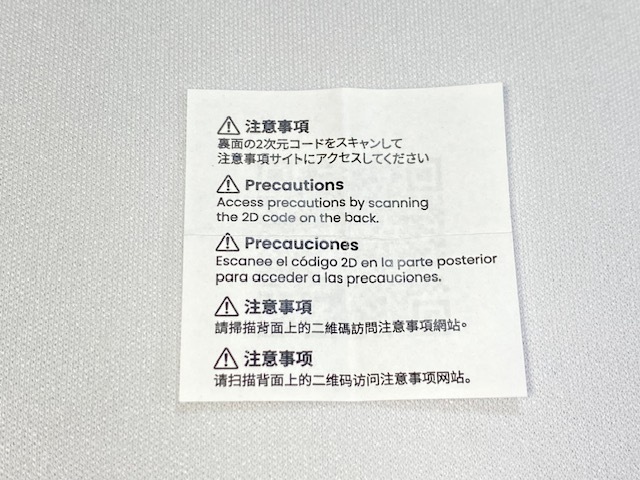 注意事項
裏面の2次元コードをスキャンして
注意事項サイトにアクセスしてください
Precautions
Access precautions by scanning
the 2D code on the back.
Precauciones
Escanee el código 2D en la parte posterior
para acceder a las precauciones.
注意事項
請掃描背面上的二維碼訪問注意事項網站。
注意事项
请扫描背面上的二维码访问注意事项网站。